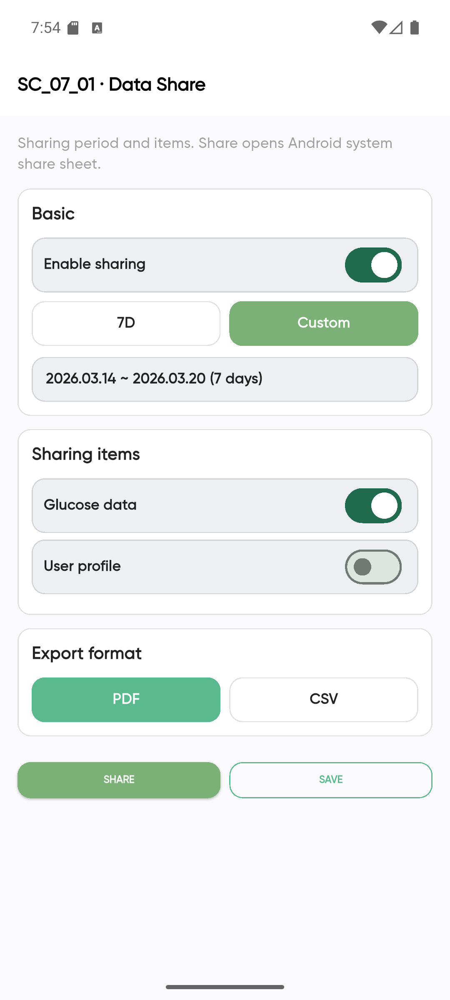 7:54
SC_07_01 · Data Share
Sharing period and items. Share opens Android system
share sheet.
Basic
Enable sharing
7D
Custom
2026.03.14 ~ 2026.03.20 (7 days)
Sharing items
Glucose data
User profile
Export format
PDF
CSV
SHARE
SAVE